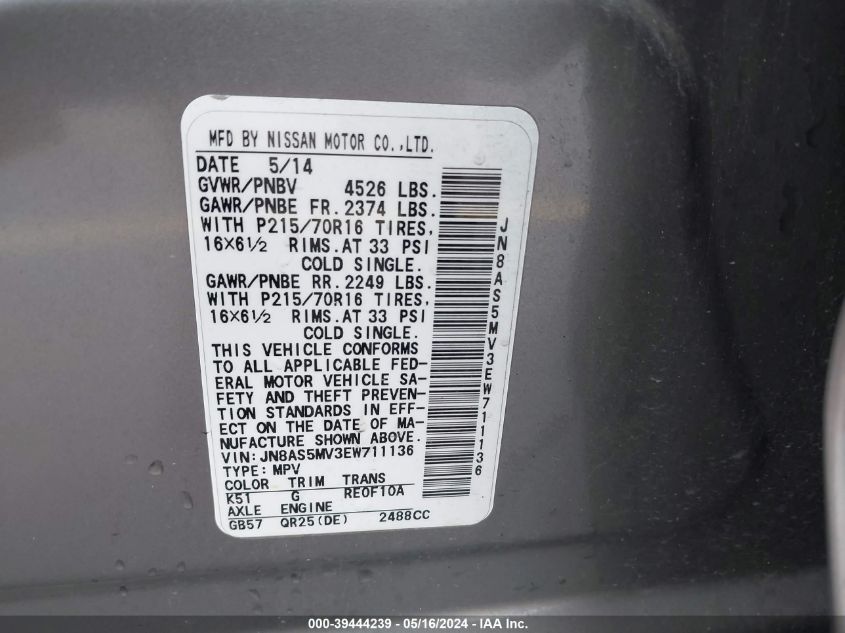 MFD BY NISSAN MOTOR CO.,LTD.
DATE 5/14
GVWR/PNBV 4526 LBS.
GAWR/PNBE FR. 2374 LBS.
WITH P215/70R16 TIRES,
16X6½ RIMS. AT 33 PSI
COLD SINGLE.
GAWR/PNBE RR. 2249 LBS.
WITH P215/70R16 TIRES,
16X6½ RIMS. AT 33 PSI
COLD SINGLE.
THIS VEHICLE CONFORMS
TO ALL APPLICABLE FED-
ERAL MOTOR VEHICLE SA-
FETY AND THEFT PREVEN-
TION STANDARDS IN EFF-
ECT ON THE DATE OF MA-
NUFACTURE SHOWN ABOVE.
VIN: JN8AS5MV3EW711136
TYPE: MPV
COLOR TRIM TRANS
K51 G RE0F10A
AXLE ENGINE
GB57 QR25(DE) 2488CC
JN8AS5MV3EW711136
000-39444239 - 05/16/2024 - IAA Inc.